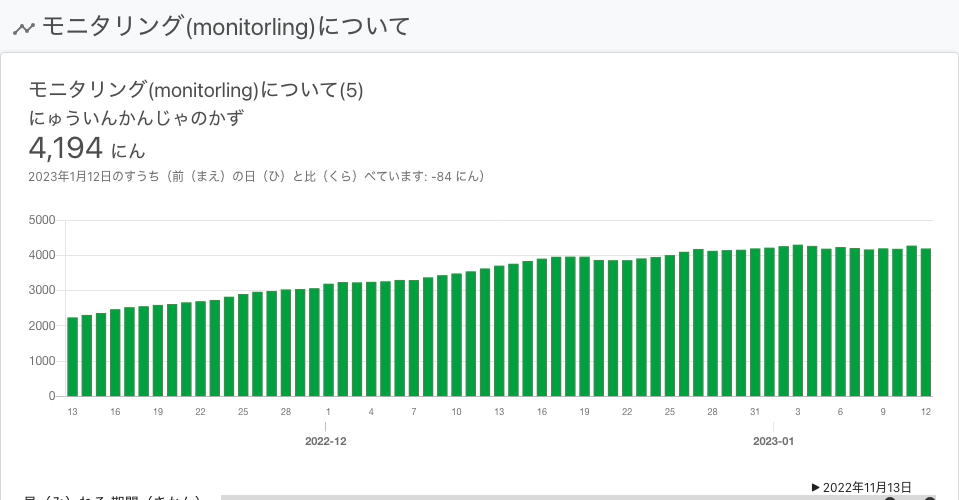 モニタリング(monitorling)について
モニタリング(monitorling)について(5)
にゅういんかんじゃのかず
4,194 にん
2023年1月12日のすうち（前（まえ）の日（ひ）と比（くら）べています: -84 にん）
5000
4000
3000
2000
1000
0
13 16 19 22 25 28 1 4 7 10 13 16 19 22 25 28 31 3 6 9 12
2022-12 2023-01
▶ 2022年11月13日